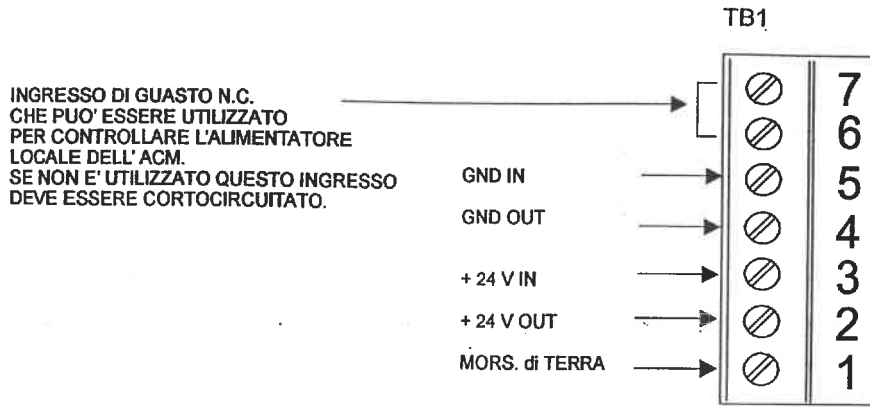 TB1
INGRESSO DI GUASTO N.C.
CHE PUO' ESSERE UTILIZZATO
PER CONTROLLARE L'ALIMENTATORE
LOCALE DELL' ACM.
SE NON E' UTILIZZATO QUESTO INGRESSO
DEVE ESSERE CORTOCIRCUITATO.
7
6
GND IN 5
GND OUT 4
+ 24 V IN 3
+ 24 V OUT 2
MORS. di TERRA 1